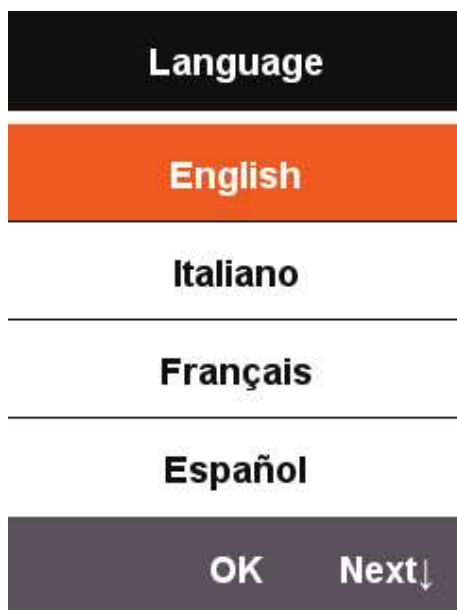 Language
English
Italiano
Français
Español
OK Next↓